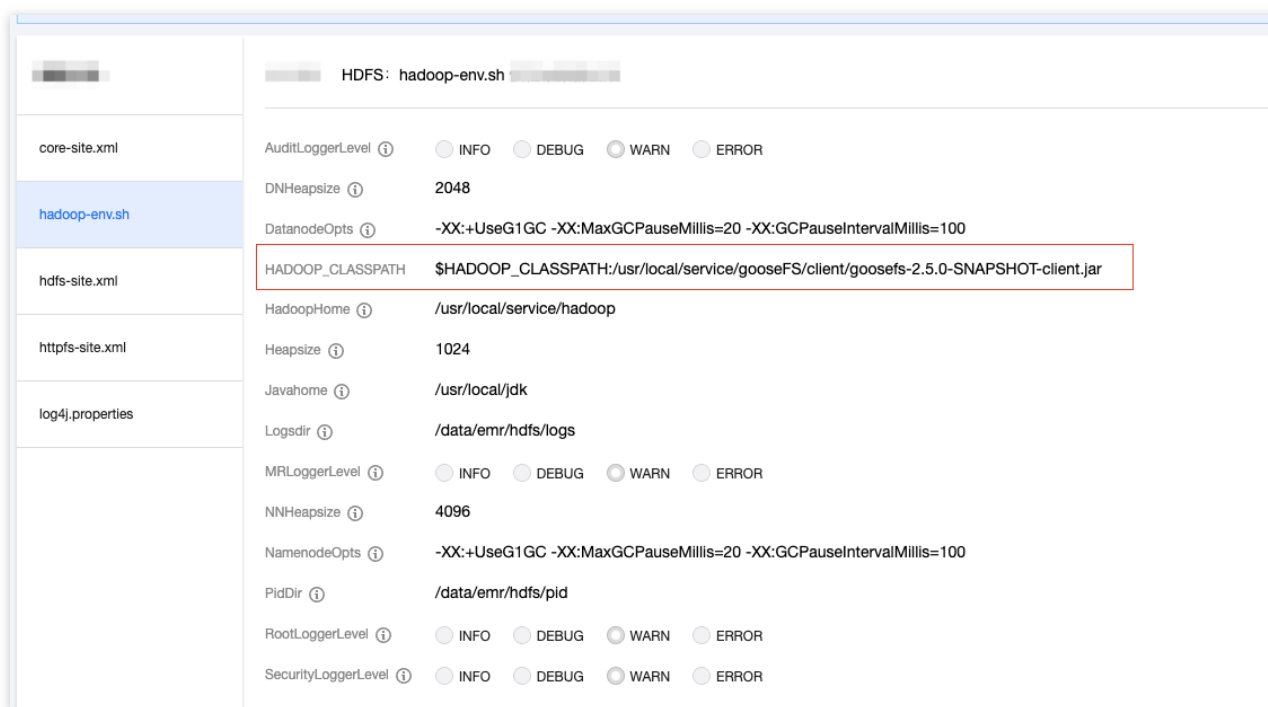 HDFS: hadoop-env.sh
core-site.xml
hadoop-env.sh
hdfs-site.xml
httpfs-site.xml
log4j.properties
AuditLoggerLevel INFO DEBUG WARN ERROR
DNHeapsize 2048
DatanodeOpts -XX:+UseG1GC -XX:MaxGCPauseMillis=20 -XX:GCPauseIntervalMillis=100
HADOOP_CLASSPATH $HADOOP_CLASSPATH:/usr/local/service/gooseFS/client/goosefs-2.5.0-SNAPSHOT-client.jar
HadoopHome /usr/local/service/hadoop
Heapsize 1024
Javahome /usr/local/jdk
Logsdir /data/emr/hdfs/logs
MRLoggerLevel INFO DEBUG WARN ERROR
NNHeapsize 4096
NamenodeOpts -XX:+UseG1GC -XX:MaxGCPauseMillis=20 -XX:GCPauseIntervalMillis=100
PidDir /data/emr/hdfs/pid
RootLoggerLevel INFO DEBUG WARN ERROR
SecurityLoggerLevel INFO DEBUG WARN ERROR